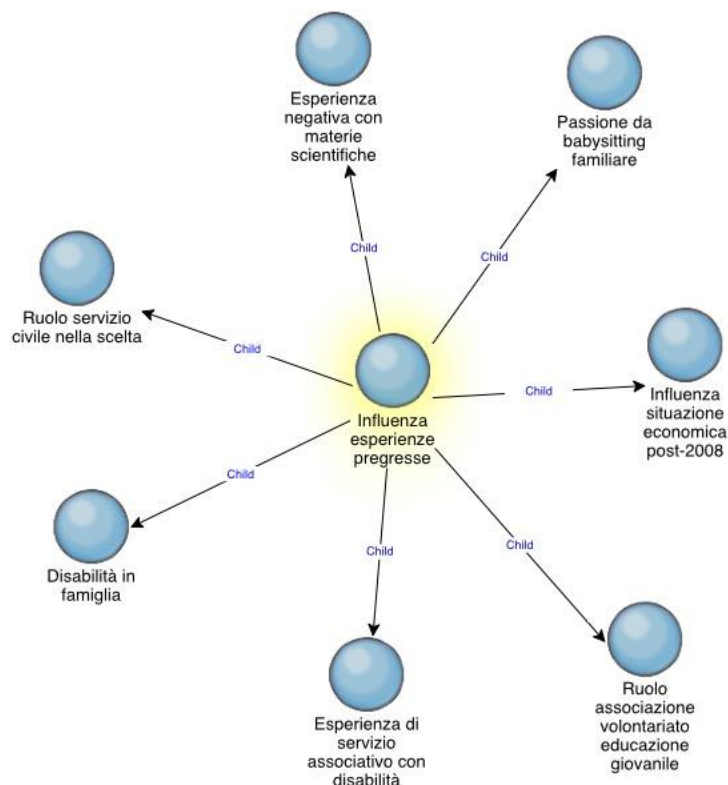 Esperienza
negativa con
materie
scientifiche
Passione da
babysitting
familiare
Child
Child
Ruolo servizio
civile nella scelta
Child
Influenza
esperienze
pregresse
Child
Influenza
situazione
economica
post-2008
Child
Disabilità in
famiglia
Child
Child
Esperienza di
servizio
associativo con
disabilità
Ruolo
associazione
volontariato
educazione
giovanile